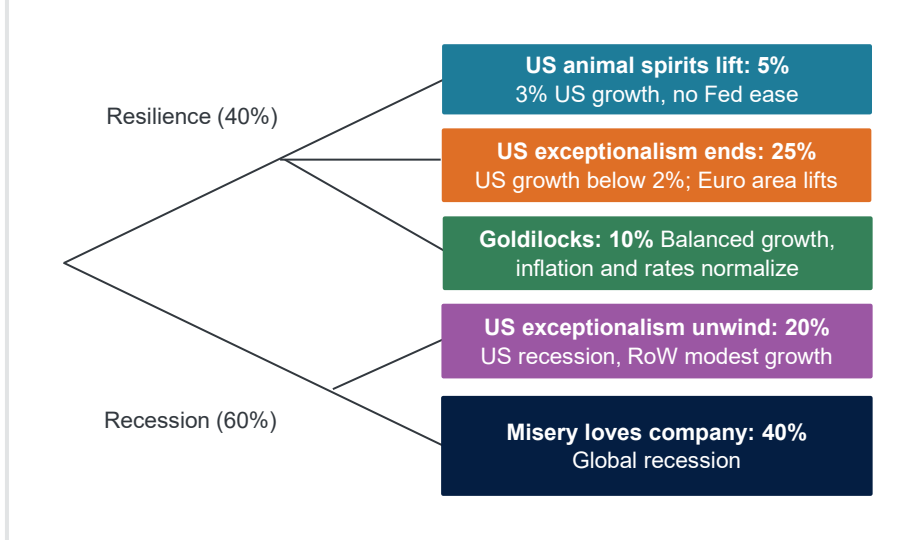 Resilience (40%)
US animal spirits lift: 5%
3% US growth, no Fed ease
US exceptionalism ends: 25%
US growth below 2%; Euro area lifts
Goldilocks: 10% Balanced growth,
inflation and rates normalize
US exceptionalism unwind: 20%
US recession, RoW modest growth
Recession (60%)
Misery loves company: 40%
Global recession